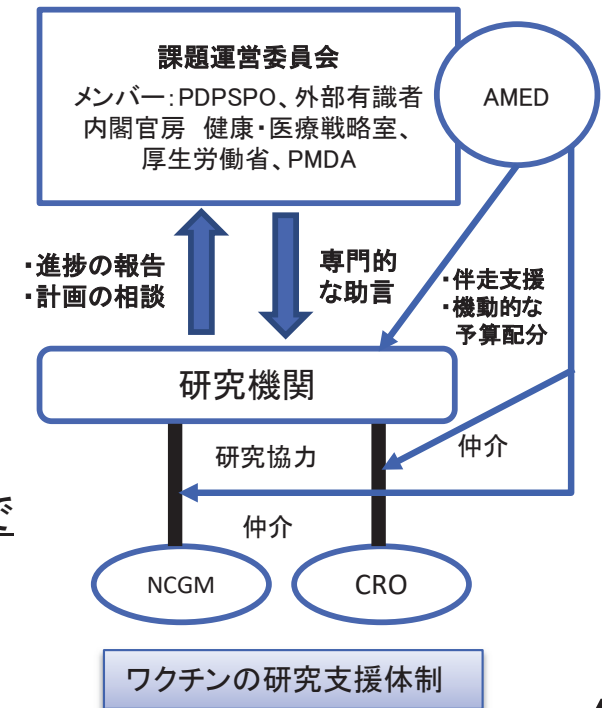 課題運営委員会
メンバー：PDPSPO、外部有識者
内閣官房 健康・医療戦略室、
厚生労働省、PMDA
AMED
・進捗の報告
・計画の相談
専門的
な助言
・伴走支援
・機動的な
予算配分
研究機関
研究協力
仲介
で
仲介
NCGM
CRO
ワクチンの研究支援体制